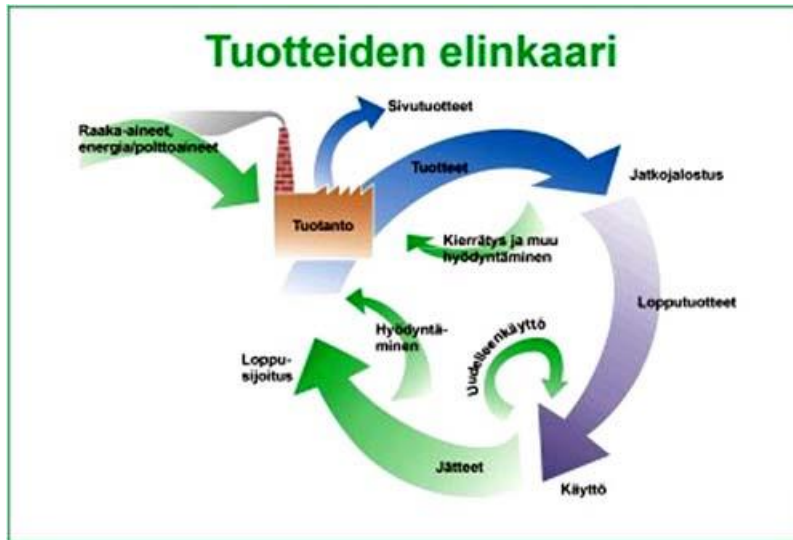 Tuotteiden elinkaari
Sivutuotteet
Raaka-aineet,
energia/polttoaineet
Tuotteet
Jatkojalostus
Tuotanto
Kierrätys ja muu
hyödyntäminen
Lopputuotteet
Uudelleenkäyttö
Hyödyntä-
minen
Loppu-
sijoitus
Jätteet
Käyttö